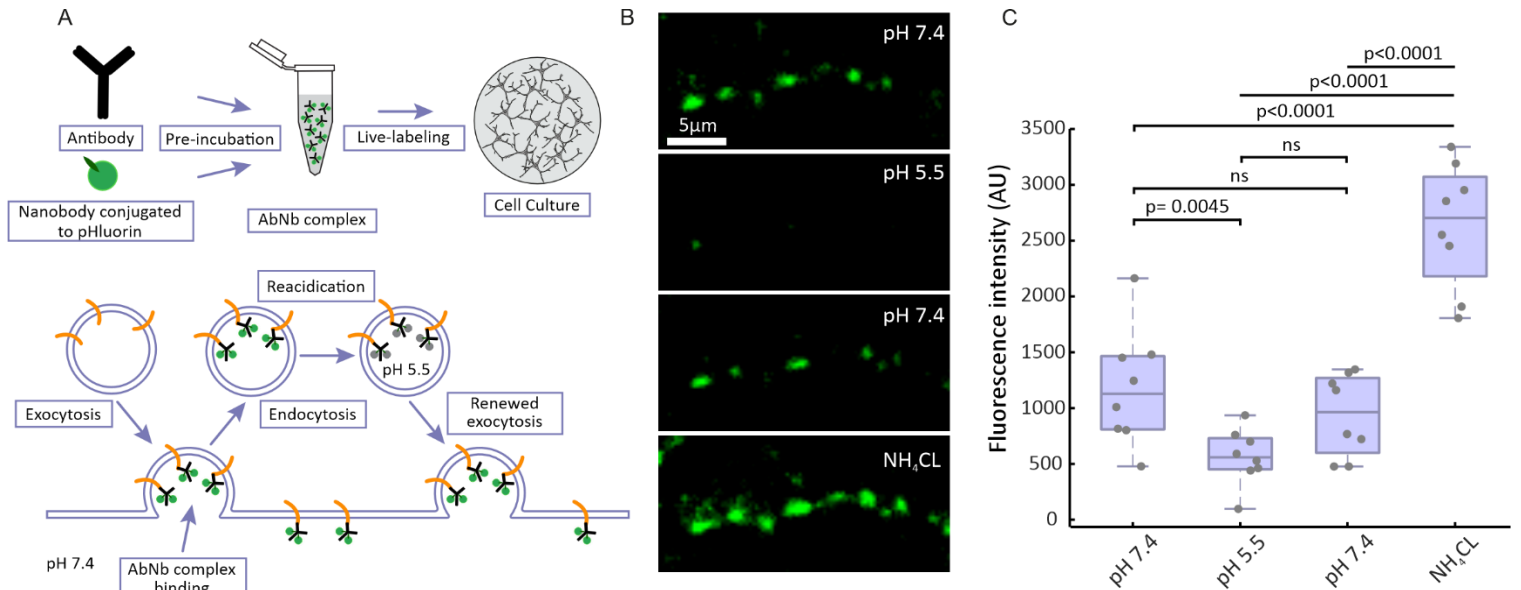 A
Antibody
Pre-incubation
Live-labeling
Nanobody conjugated
to pHluorin
AbNb complex
Cell Culture
Reacidication
pH 5.5
Exocytosis
Endocytosis
Renewed
exocytosis
pH 7.4
AbNb complex
binding
B
pH 7.4
5µm
pH 5.5
pH 7.4
NH₄CL
C
p<0.0001
p<0.0001
p<0.0001
ns
ns
p= 0.0045
Fluorescence intensity (AU)
3500
3000
2500
2000
1500
1000
500
0
pH 7.4
pH 5.5
pH 7.4
NH₄CL